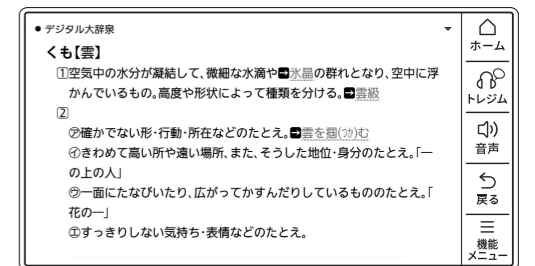 ●デジタル大辞泉
くも【雲】
1空気中の水分が凝結して、微細な水滴や➡氷晶の群れとなり、空中に浮
かんでいるもの。高度や形状によって種類を分ける。➡雲級
2
㋐確かでない形・行動・所在などのたとえ。➡雲を掴(つか)む
㋑きわめて高い所や遠い場所、また、そうした地位・身分のたとえ。「一
の上の人」
㋒一面にたなびいたり、広がってかすんだりしているもののたとえ。「
花の一」
㋓すっきりしない気持ち・表情などのたとえ。
ホーム
トレジム
音声
戻る
機能
メニュー